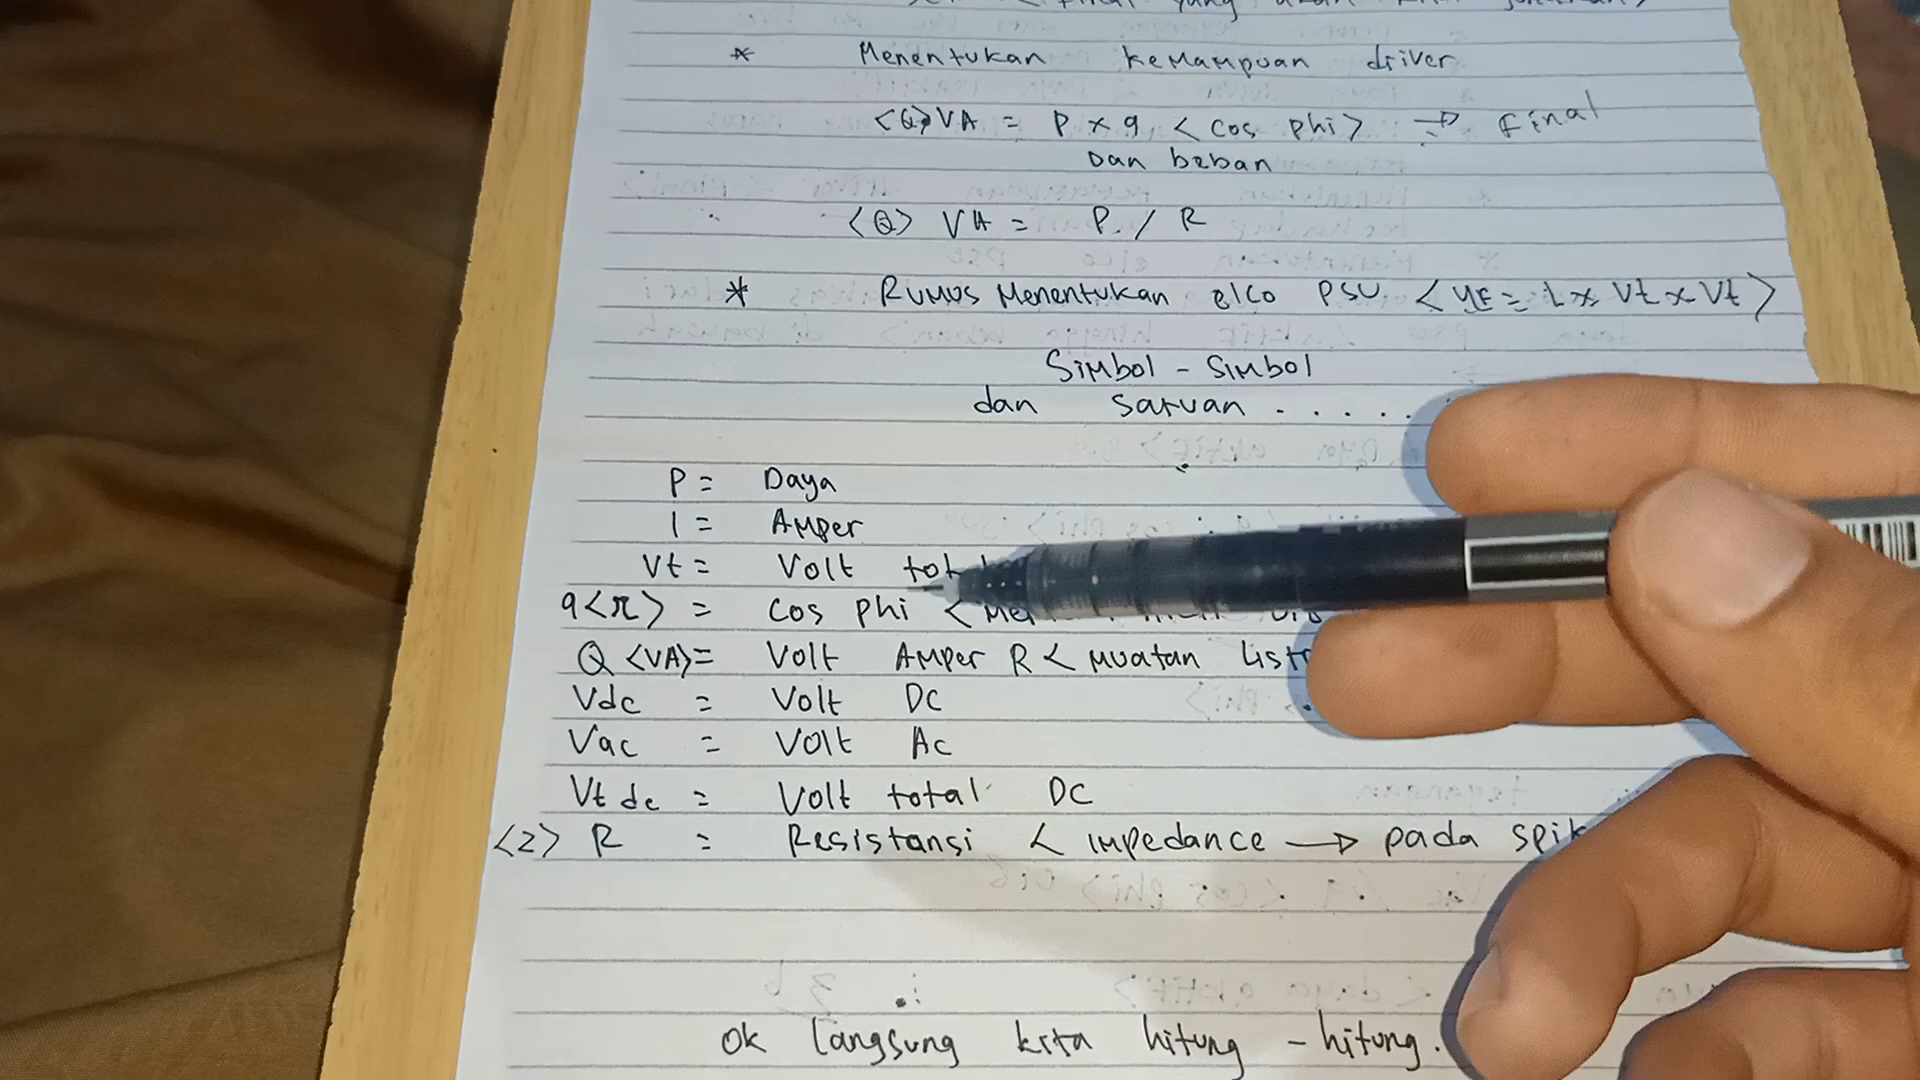 * Menentukan kemampuan driver
<Q> VA = P x q, <cos phi> → final
Dan beban
<Q> VA = P. / R
* Rumus Menentukan elco PSU <µF = I x Vt x Vt>
Simbol - Simbol
dan satuan . . . . .
P = Daya
I = Amper
Vt = Volt
q <π> = cos phi <
Q <VA> = Volt Amper R < muatan
Vdc = Volt DC
Vac = Volt Ac
Vt dc = Volt total DC
<Z> R = Resistansi < impedance → pada
Ok langsung kita hitung - hitung.